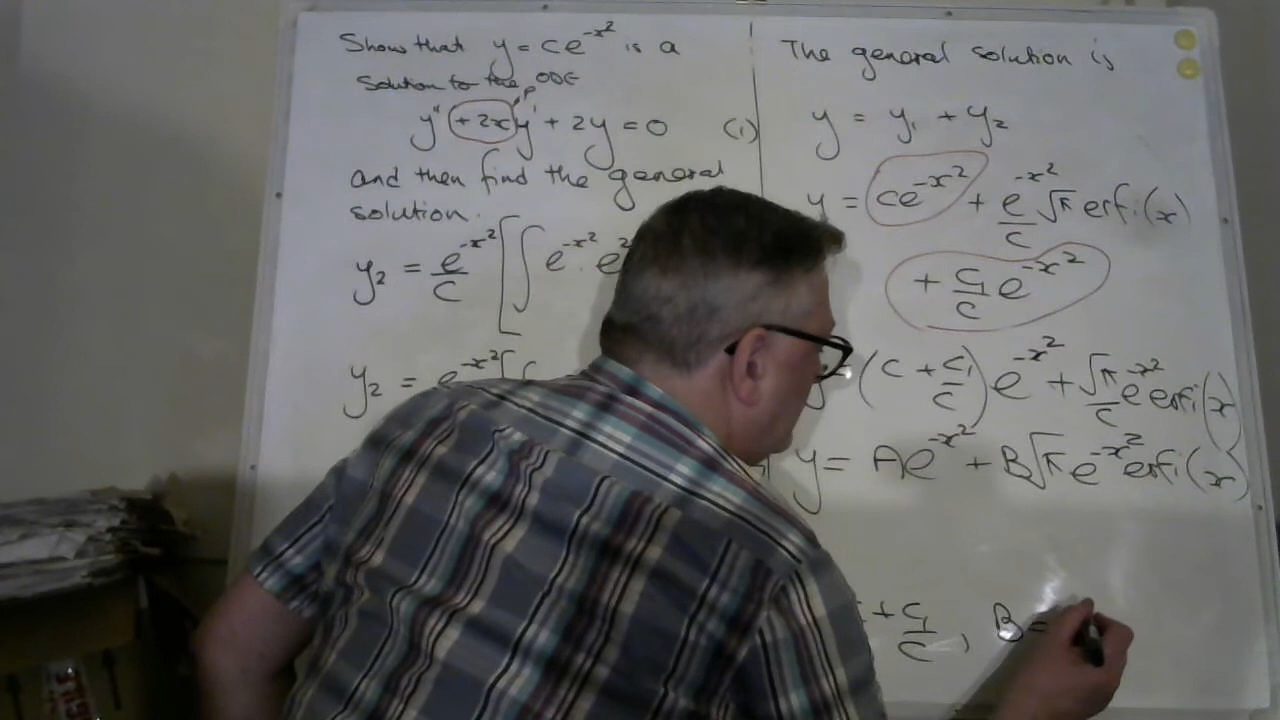 Show that y = ce^{-x^2} is a
solution to the ODE
p
y'' + 2xy' + 2y = 0 (1)
and then find the general
solution.
y_2 = e^{-x^2}/c [∫ e^{-x^2} . e
y_2 = e^{-x^2} [
The general solution is
y = y_1 + y_2
y = ce^{-x^2} + e^{-x^2}/c √π erfi(x)
+ c_1/c e^{-x^2}
y = (c + c_1/c) e^{-x^2} + √π/c e^{-x^2} erfi(x)
y = Ae^{-x^2} + B√π e^{-x^2} erfi(x)
+ c_1/c , B =